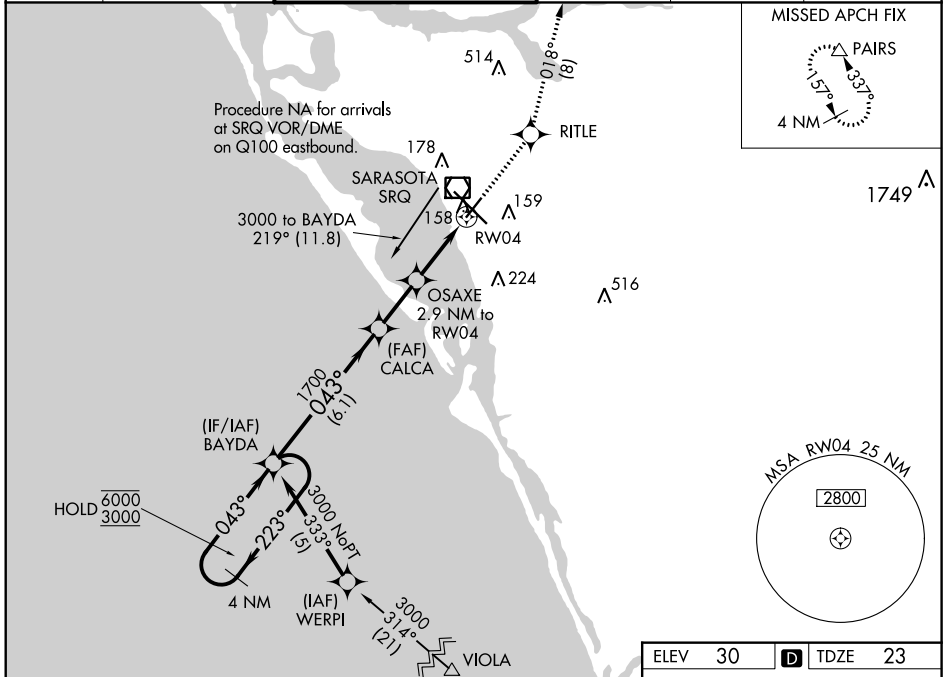 MISSED APCH FIX
PAIRS
157°
337°
4 NM
514
018°
(8)
Procedure NA for arrivals
at SRQ VOR/DME
on Q100 eastbound.
RITLE
178
SARASOTA
SRQ
1749
159
158
RW04
3000 to BAYDA
219° (11.8)
224
516
OSAXE
2.9 NM to
RW04
(FAF)
CALCA
1700
043°
(6.1)
(IF/IAF)
BAYDA
MSA RW04 25 NM
2800
HOLD
6000
3000
043°
223°
3000 NoPT
333°
(5)
4 NM
(IAF)
WERPI
3000
314°
(21)
VIOLA
ELEV 30 D TDZE 23